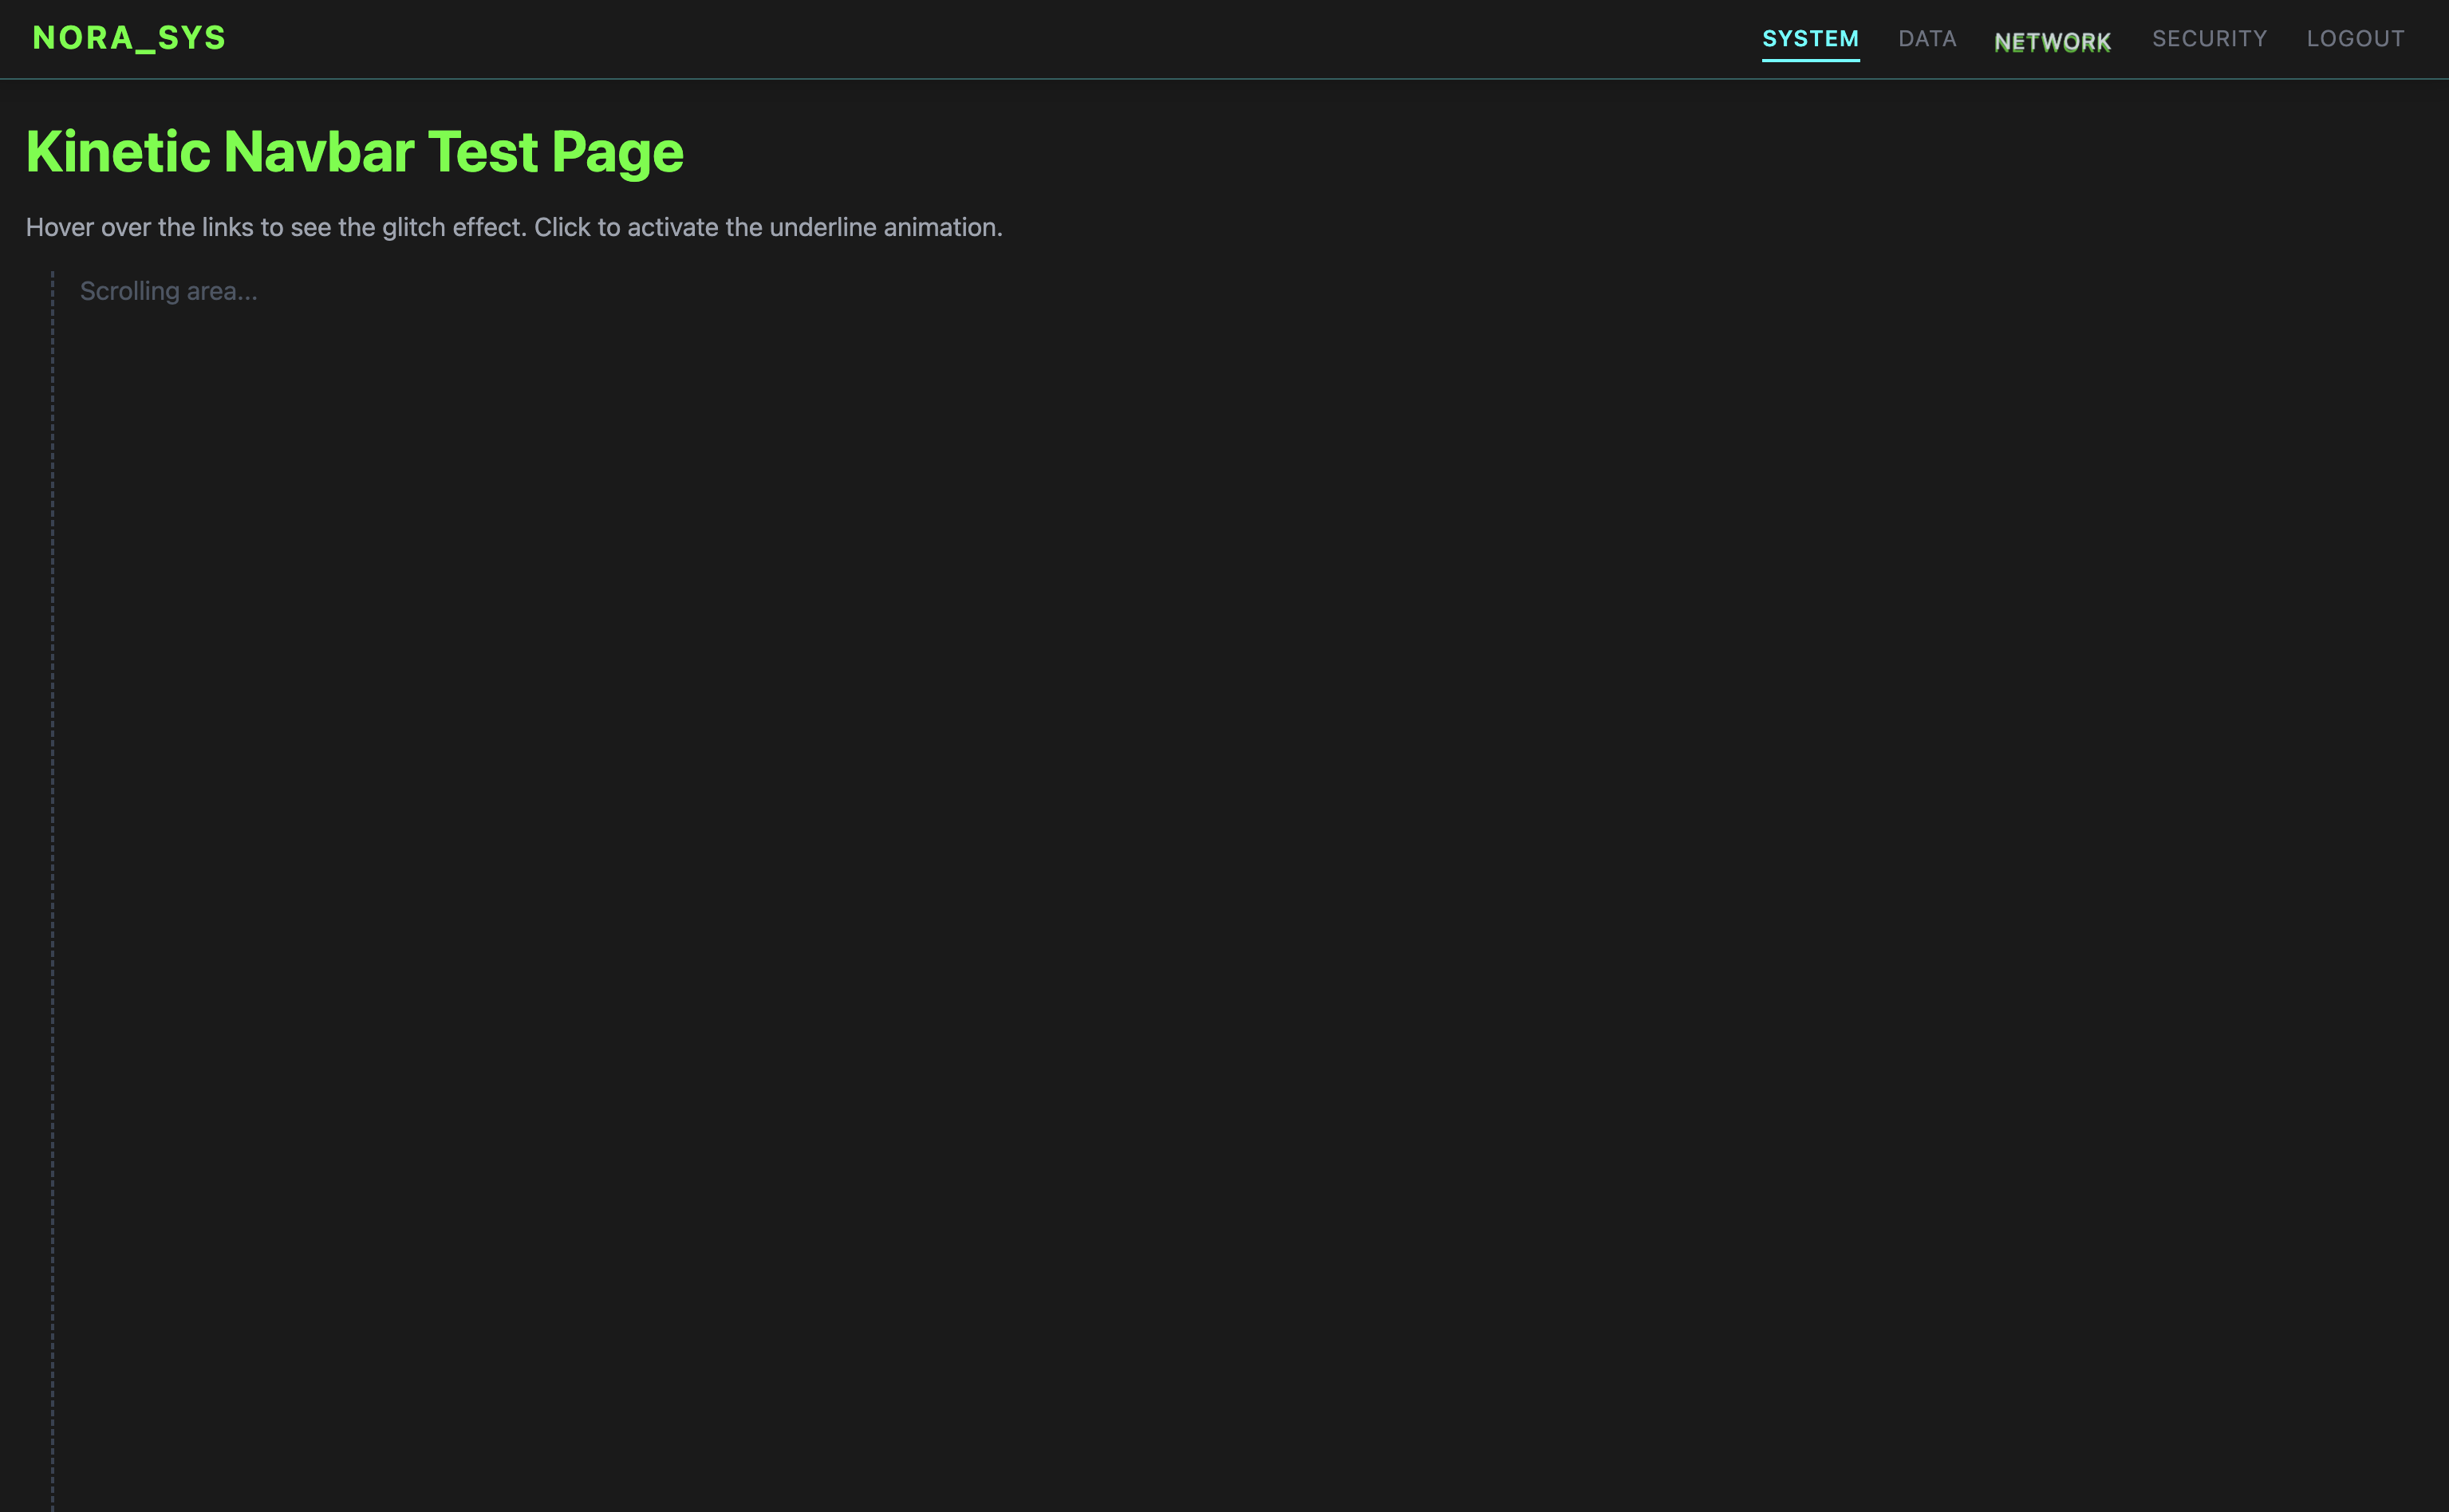 NORA_SYS
SYSTEM DATA NETWORK SECURITY LOGOUT
Kinetic Navbar Test Page
Hover over the links to see the glitch effect. Click to activate the underline animation.
Scrolling area...